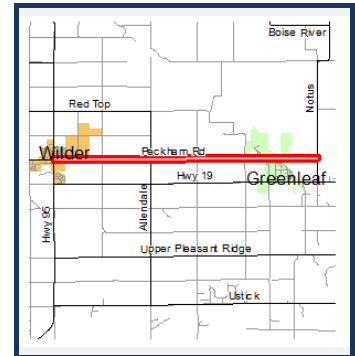 Boise River
Notus
Red Top
Wilder
Peckham Rd
Hwy 19
Greenleaf
Hwy 95
Allendale
Upper Pleasant Ridge
Ustick